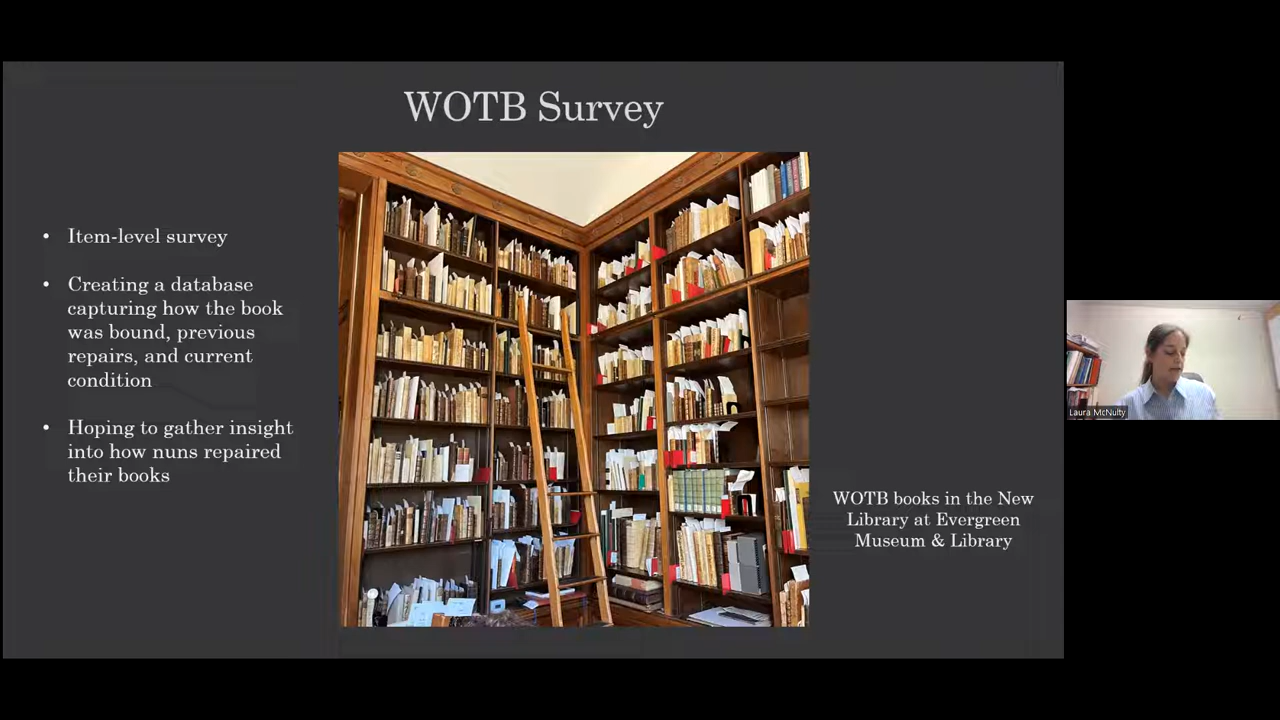 WOTB Survey
• Item-level survey
• Creating a database
capturing how the book
was bound, previous
repairs, and current
condition
• Hoping to gather insight
into how nuns repaired
their books
WOTB books in the New
Library at Evergreen
Museum & Library
Laura McNulty